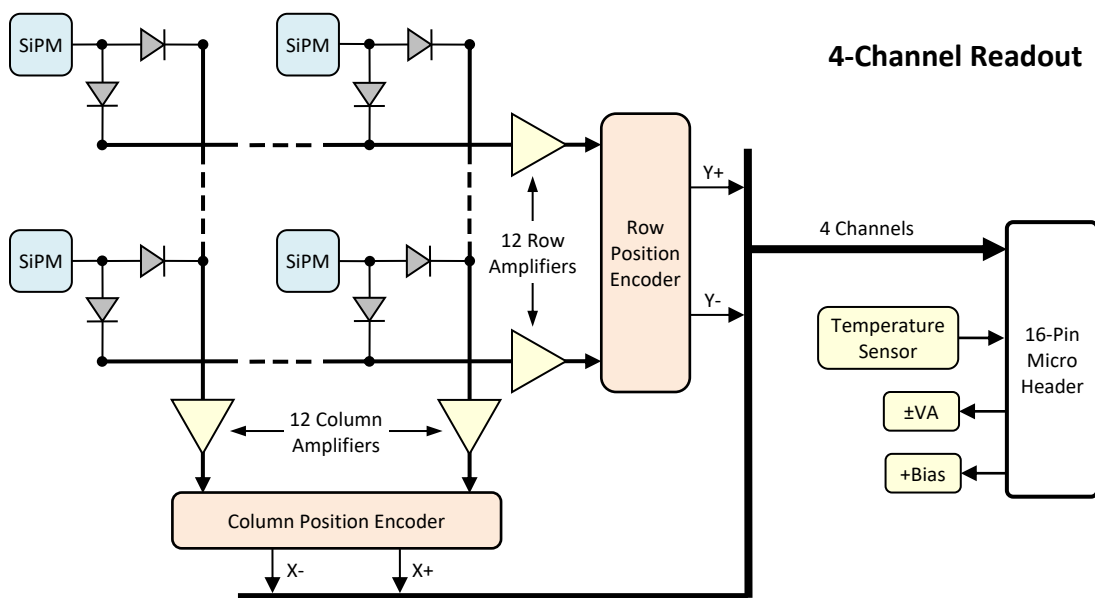 SiPM
SiPM
4-Channel Readout
Y+
Row
Position
Encoder
12 Row
Amplifiers
4 Channels
SiPM
SiPM
Y-
Temperature
Sensor
16-Pin
Micro
Header
±VA
12 Column
Amplifiers
+Bias
Column Position Encoder
X-
X+